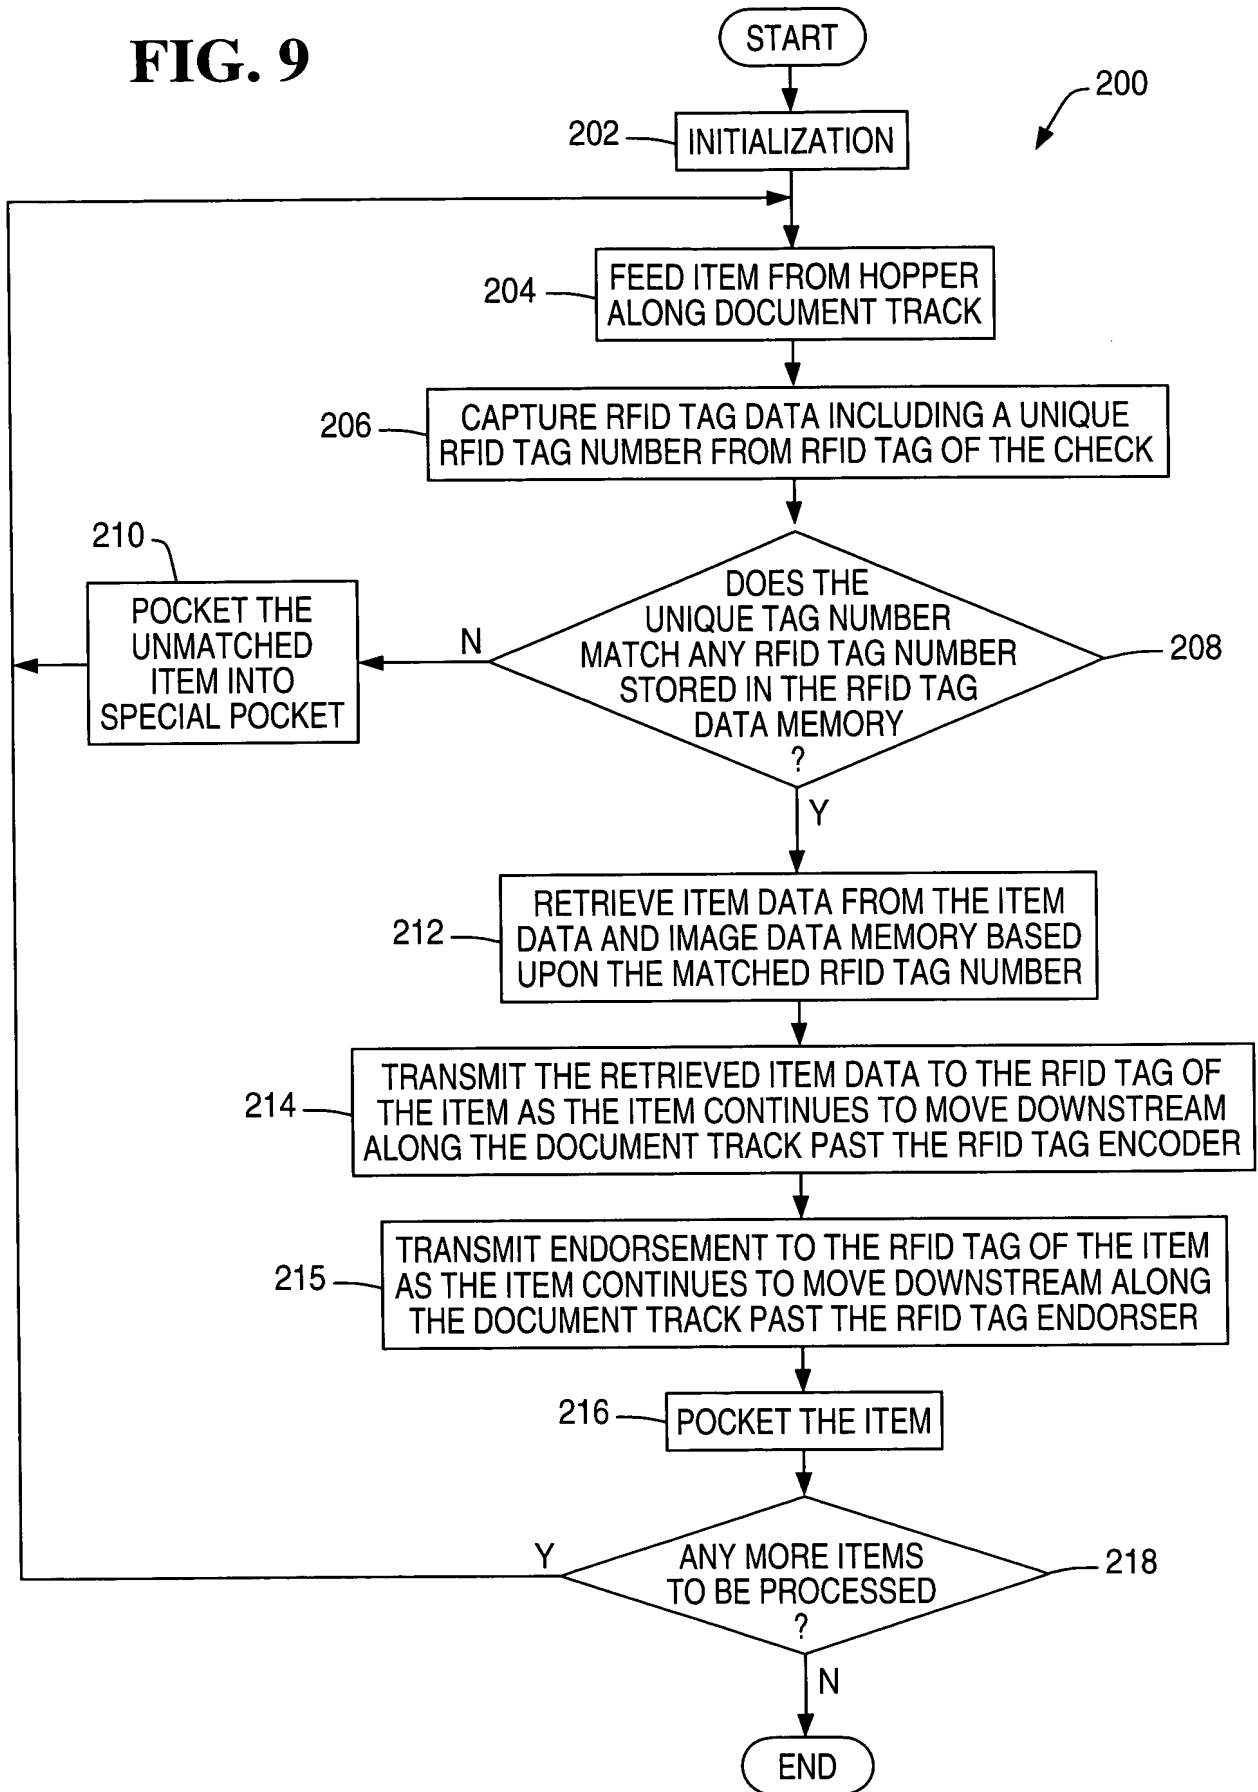 FIG. 9
START
200
202
INITIALIZATION
204
FEED ITEM FROM HOPPER
ALONG DOCUMENT TRACK
206
CAPTURE RFID TAG DATA INCLUDING A UNIQUE
RFID TAG NUMBER FROM RFID TAG OF THE CHECK
210
POCKET THE
UNMATCHED
ITEM INTO
SPECIAL POCKET
N
DOES THE
UNIQUE TAG NUMBER
MATCH ANY RFID TAG NUMBER
STORED IN THE RFID TAG
DATA MEMORY
?
208
Y
212
RETRIEVE ITEM DATA FROM THE ITEM
DATA AND IMAGE DATA MEMORY BASED
UPON THE MATCHED RFID TAG NUMBER
214
TRANSMIT THE RETRIEVED ITEM DATA TO THE RFID TAG OF
THE ITEM AS THE ITEM CONTINUES TO MOVE DOWNSTREAM
ALONG THE DOCUMENT TRACK PAST THE RFID TAG ENCODER
215
TRANSMIT ENDORSEMENT TO THE RFID TAG OF THE ITEM
AS THE ITEM CONTINUES TO MOVE DOWNSTREAM ALONG
THE DOCUMENT TRACK PAST THE RFID TAG ENDORSER
216
POCKET THE ITEM
Y
ANY MORE ITEMS
TO BE PROCESSED
?
218
N
END